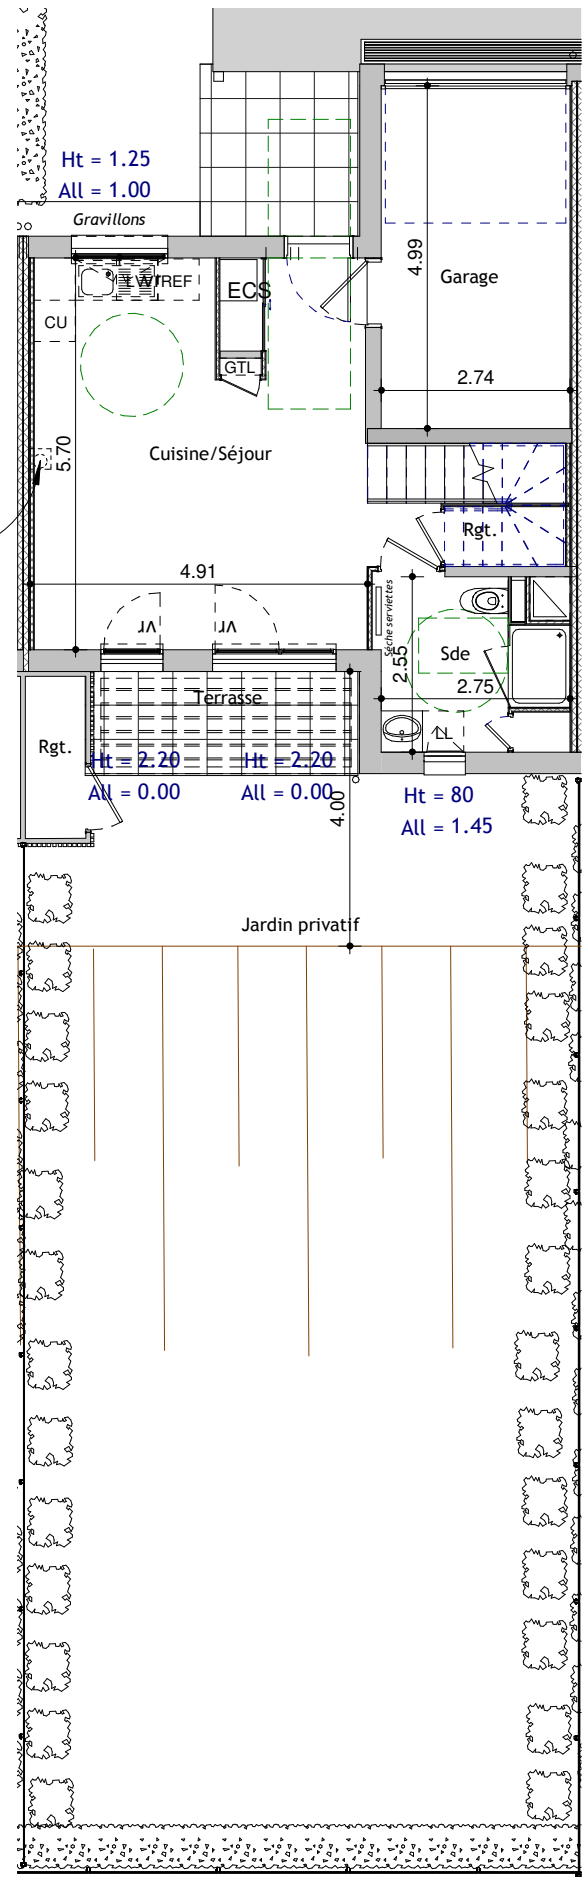 Ht = 1.25
All = 1.00
Gravillons
LV/REF
ECS
CU
GTL
4.99
Garage
2.74
5.70
Cuisine/Séjour
Rgt.
4.91
VR
VR
Sèche serviettes
2.55
Sde
2.75
Terrasse
LL
Rgt.
Ht = 2.20
All = 0.00
Ht = 2.20
All = 0.00
4.00
Ht = 80
All = 1.45
Jardin privatif